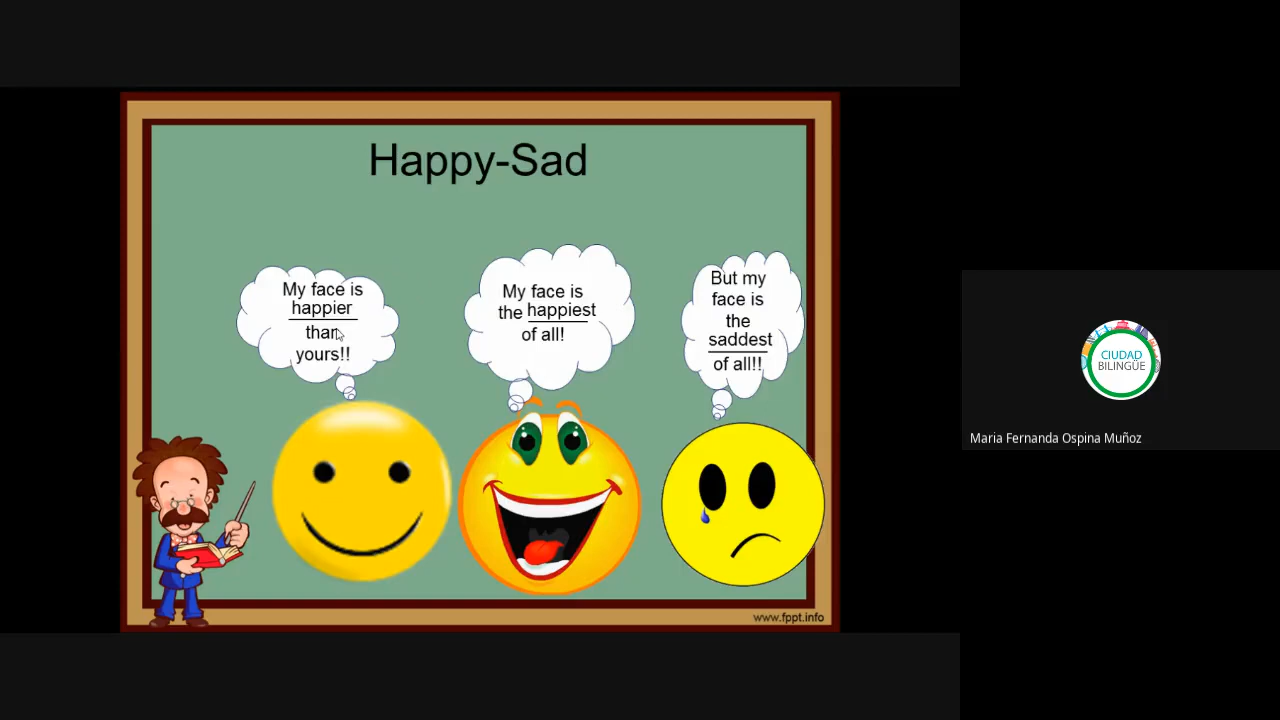 Happy-Sad
My face is
happier
than
yours!!
My face is
the happiest
of all!
But my
face is
the
saddest
of all!!
www.fppt.info
CIUDAD
BILINGÜE
Maria Fernanda Ospina Muñoz